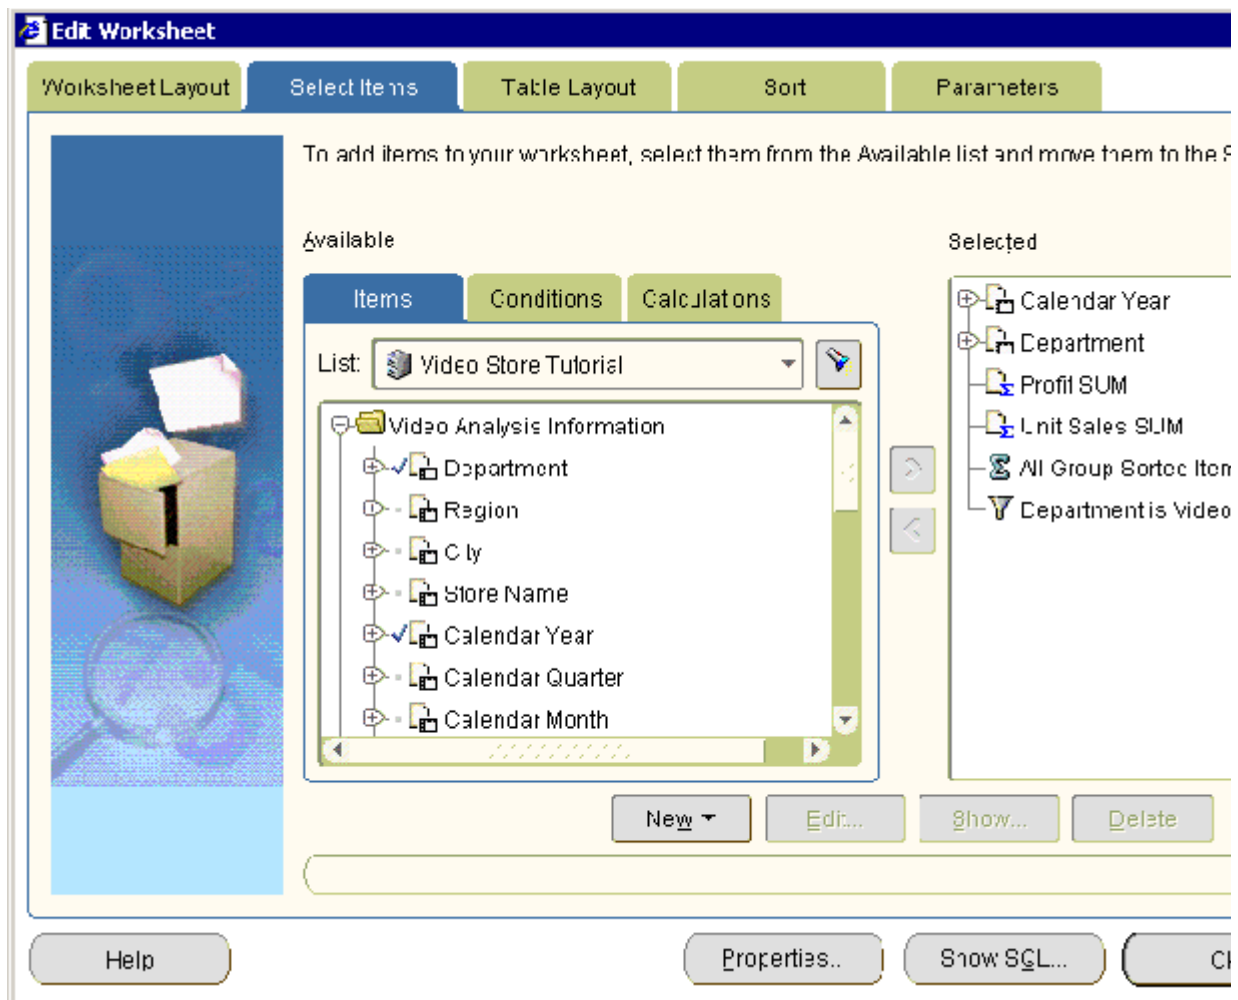 Edit Worksheet
Worksheet Layout
Select Items
Table Layout
Sort
Parameters
To add items to your worksheet, select them from the Available list and move them to the S
Available
Selected
Items
Conditions
Calculations
List:
Video Store Tutorial
Video Analysis Information
Department
Region
City
Store Name
Calendar Year
Calendar Quarter
Calendar Month
Calendar Year
Department
Profit SUM
Unit Sales SUM
All Group Sorted Item
Department is Video
New
Edit...
Show...
Delete
Help
Properties..
Show SQL...